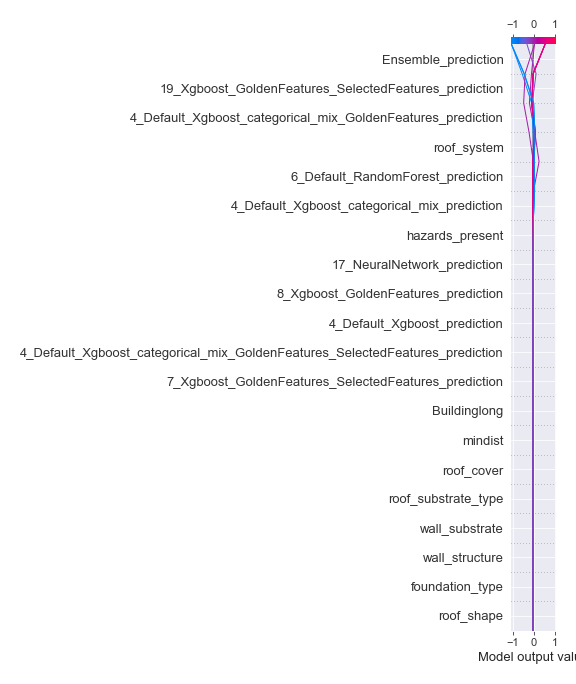 −1 0 1
Ensemble_prediction
19_Xgboost_GoldenFeatures_SelectedFeatures_prediction
4_Default_Xgboost_categorical_mix_GoldenFeatures_prediction
roof_system
6_Default_RandomForest_prediction
4_Default_Xgboost_categorical_mix_prediction
hazards_present
17_NeuralNetwork_prediction
8_Xgboost_GoldenFeatures_prediction
4_Default_Xgboost_prediction
4_Default_Xgboost_categorical_mix_GoldenFeatures_SelectedFeatures_prediction
7_Xgboost_GoldenFeatures_SelectedFeatures_prediction
Buildinglong
mindist
roof_cover
roof_substrate_type
wall_substrate
wall_structure
foundation_type
roof_shape
−1 0 1
Model output valu